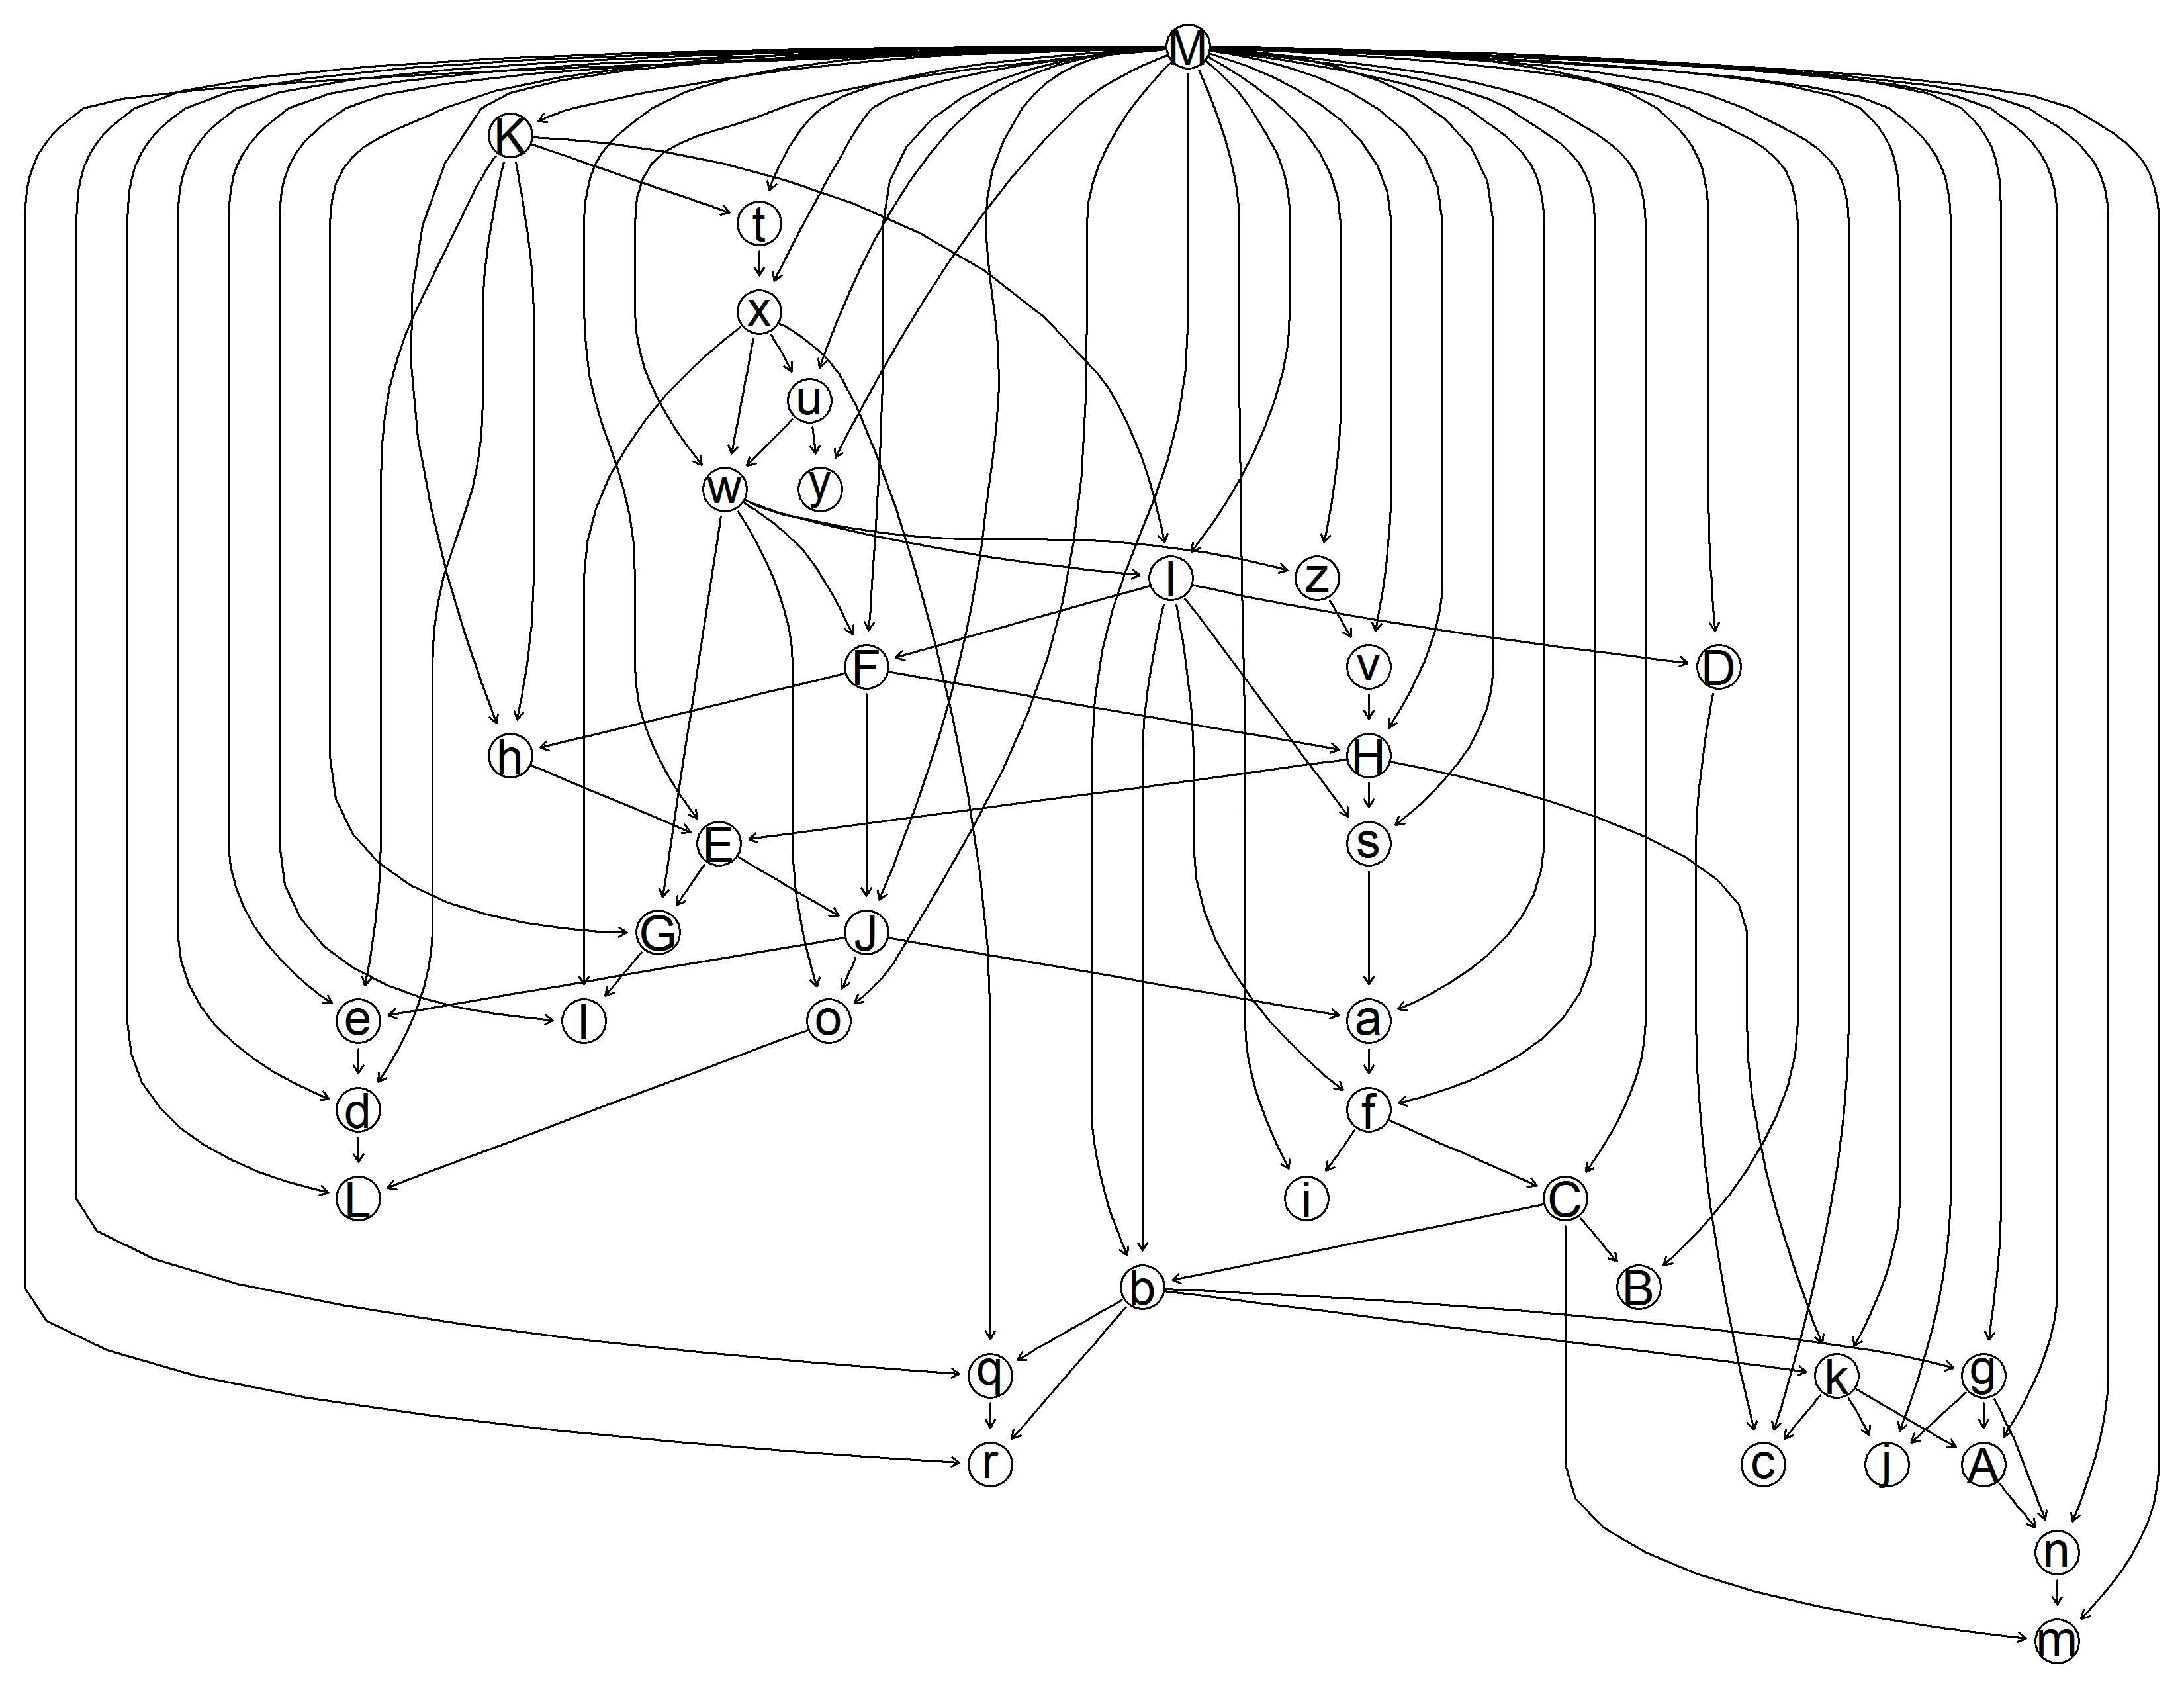 M
K
t
x
u
w y
I z
F v D
h H
E s
G J
e l o a
d f
L i C
b B
q k g
r c j A
n
m